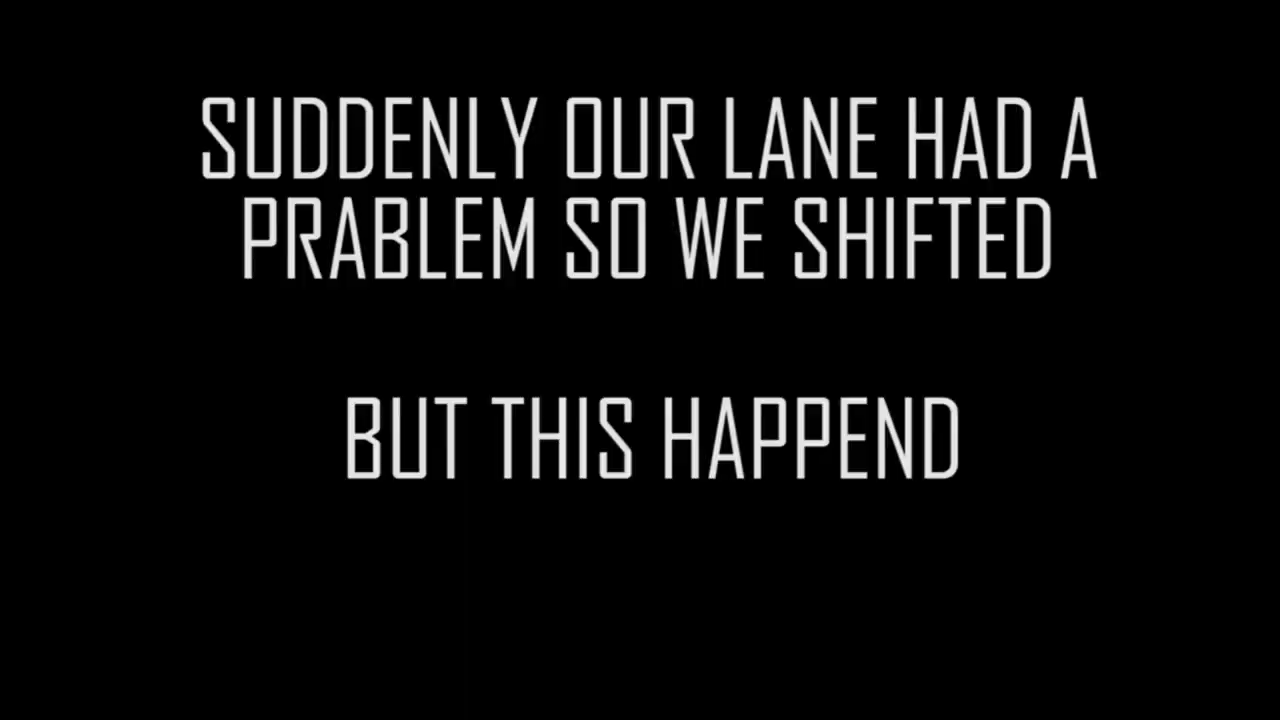 SUDDENLY OUR LANE HAD A
PRABLEM SO WE SHIFTED
BUT THIS HAPPEND